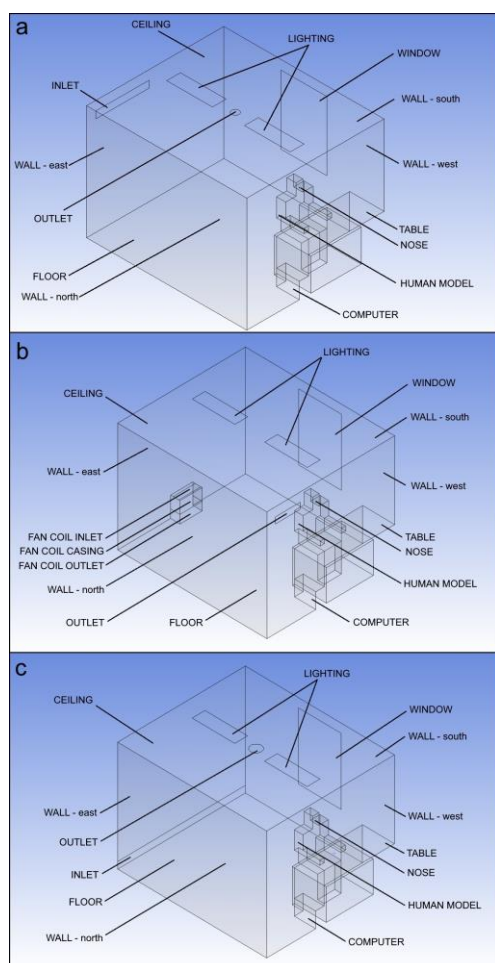 a
CEILING
LIGHTING
INLET
WINDOW
WALL - south
WALL - east
WALL - west
OUTLET
TABLE
NOSE
FLOOR
HUMAN MODEL
WALL - north
COMPUTER
b
LIGHTING
CEILING
WINDOW
WALL - south
WALL - east
WALL - west
FAN COIL INLET
FAN COIL CASING
FAN COIL OUTLET
TABLE
NOSE
WALL - north
HUMAN MODEL
OUTLET
FLOOR
COMPUTER
c
LIGHTING
CEILING
WINDOW
WALL - south
WALL - east
WALL - west
OUTLET
TABLE
INLET
NOSE
FLOOR
HUMAN MODEL
WALL - north
COMPUTER